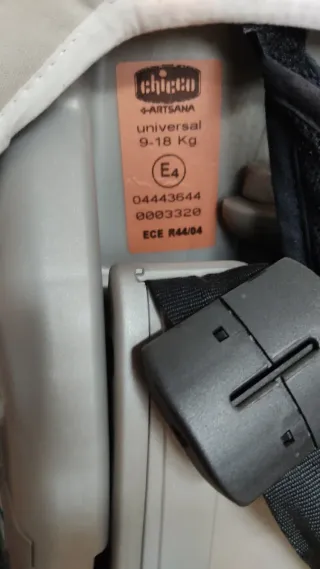 chicco
ARTSANA
universal
9-18 Kg
E4
04443644
0003320
ECE R44/04